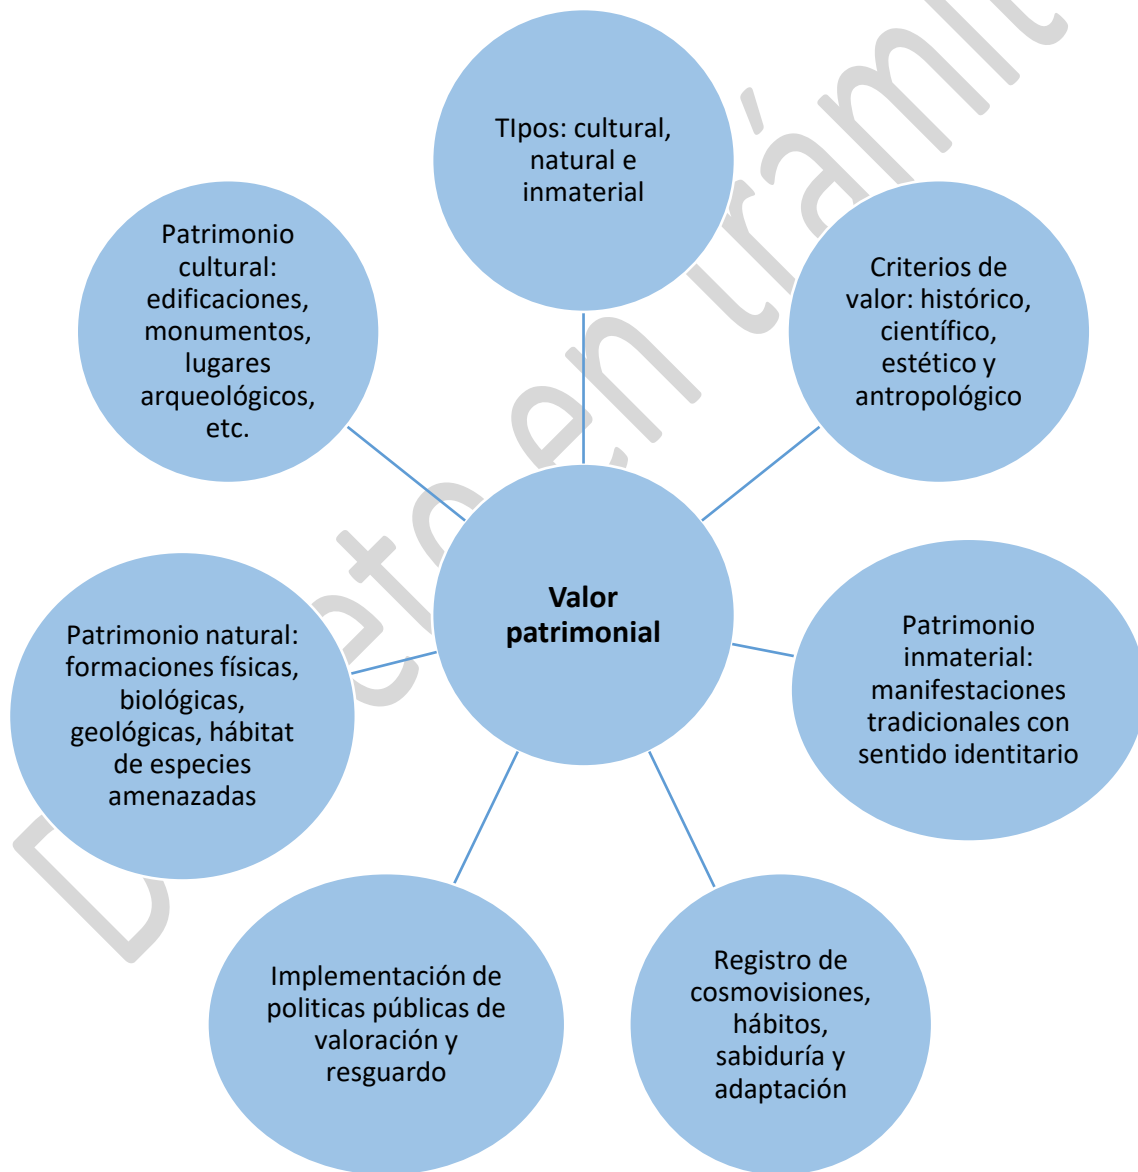 TIpos: cultural,
natural e
inmaterial
Criterios de
valor: histórico,
científico,
estético y
antropológico
Patrimonio
inmaterial:
manifestaciones
tradicionales con
sentido identitario
Registro de
cosmovisiones,
hábitos,
sabiduría y
adaptación
Implementación de
politicas públicas de
valoración y
resguardo
Patrimonio natural:
formaciones físicas,
biológicas,
geológicas, hábitat
de especies
amenazadas
Patrimonio
cultural:
edificaciones,
monumentos,
lugares
arqueológicos,
etc.
Valor
patrimonial
en